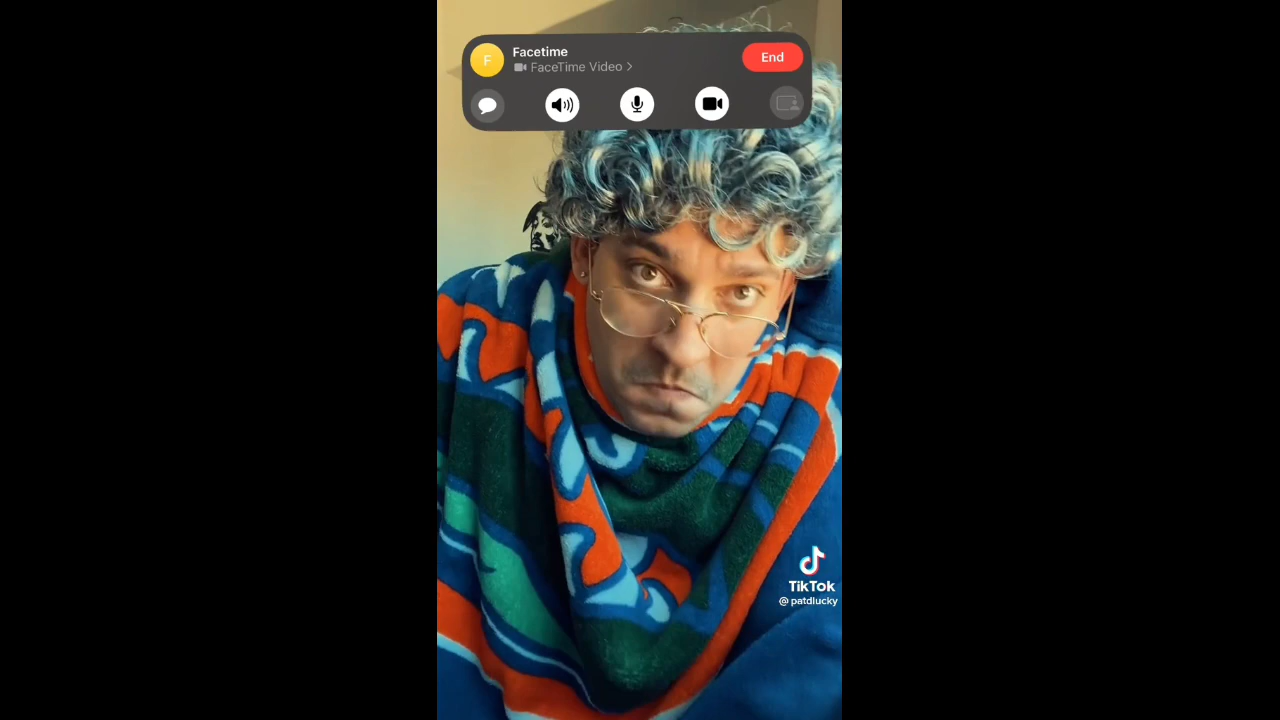 F
Facetime
FaceTime Video >
End
TikTok
@ patdlucky